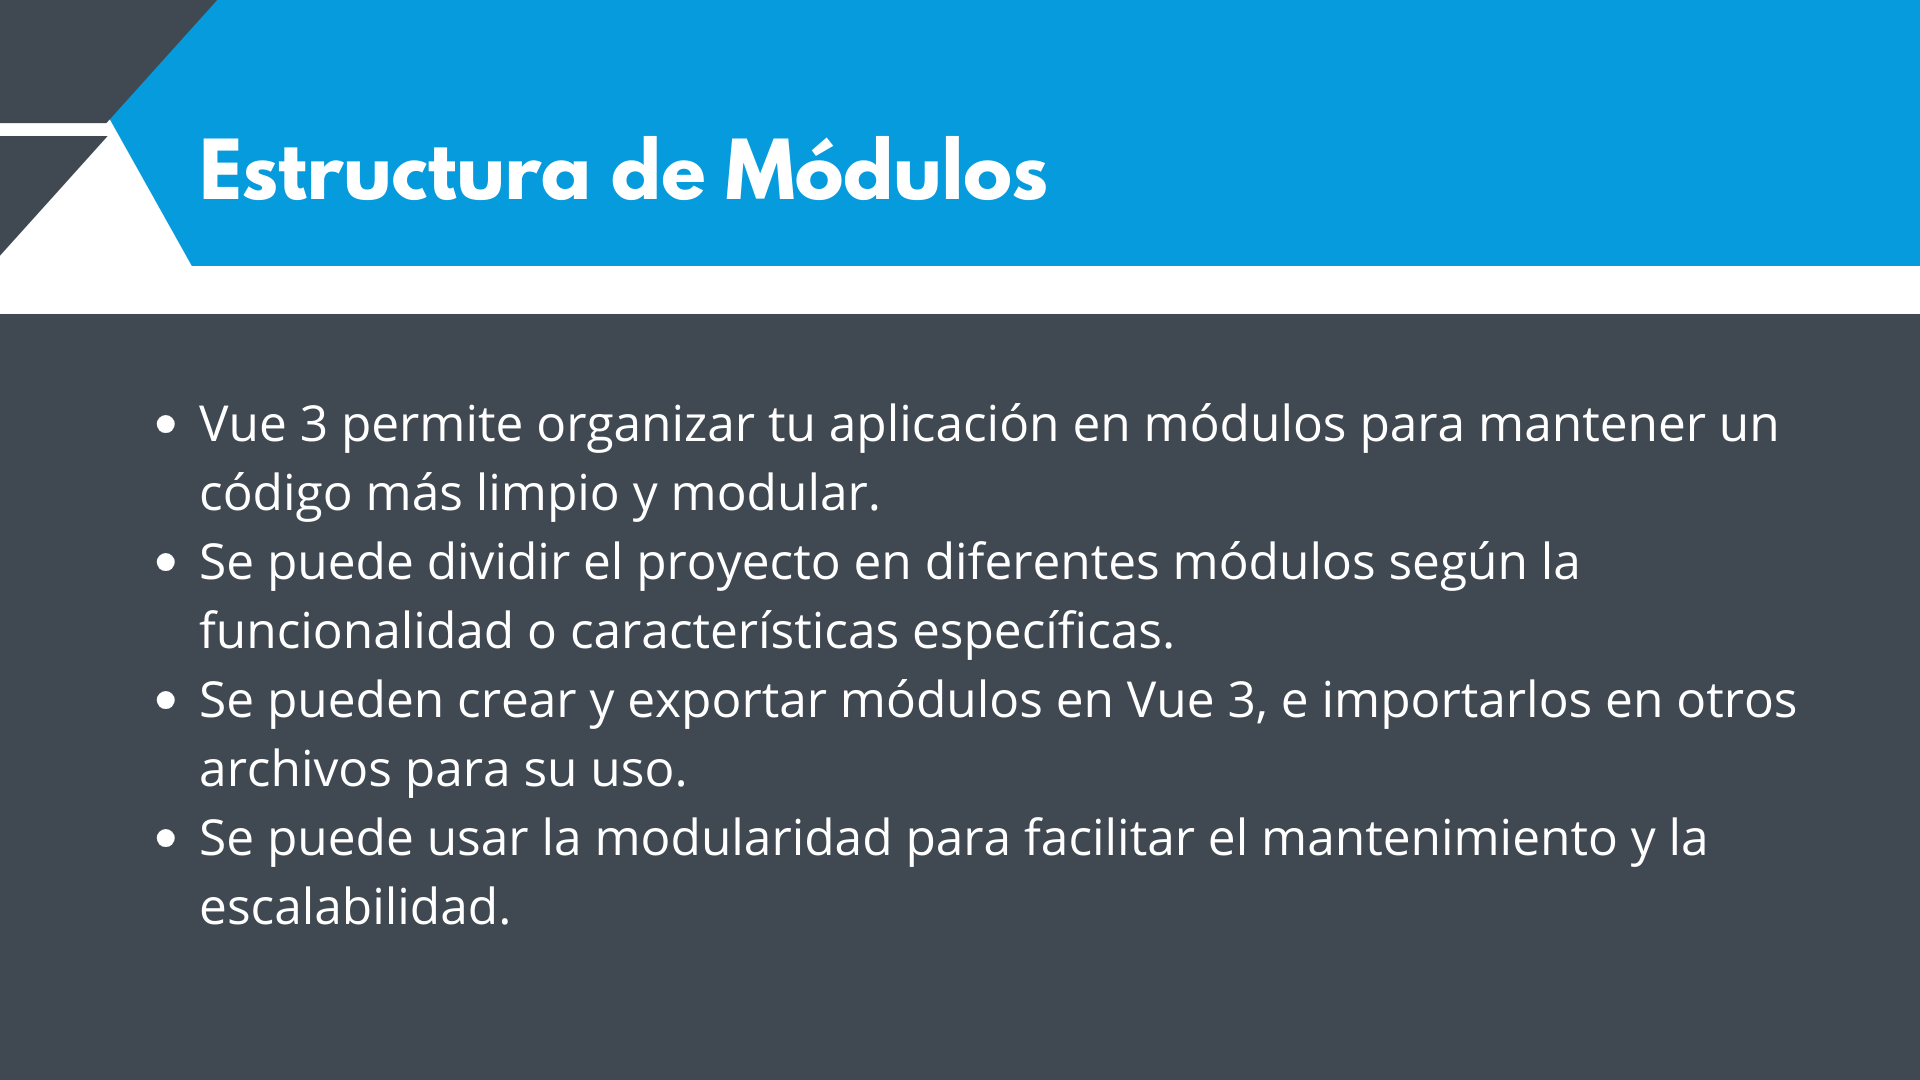 Estructura de Módulos
• Vue 3 permite organizar tu aplicación en módulos para mantener un
código más limpio y modular.
• Se puede dividir el proyecto en diferentes módulos según la
funcionalidad o características específicas.
• Se pueden crear y exportar módulos en Vue 3, e importarlos en otros
archivos para su uso.
• Se puede usar la modularidad para facilitar el mantenimiento y la
escalabilidad.